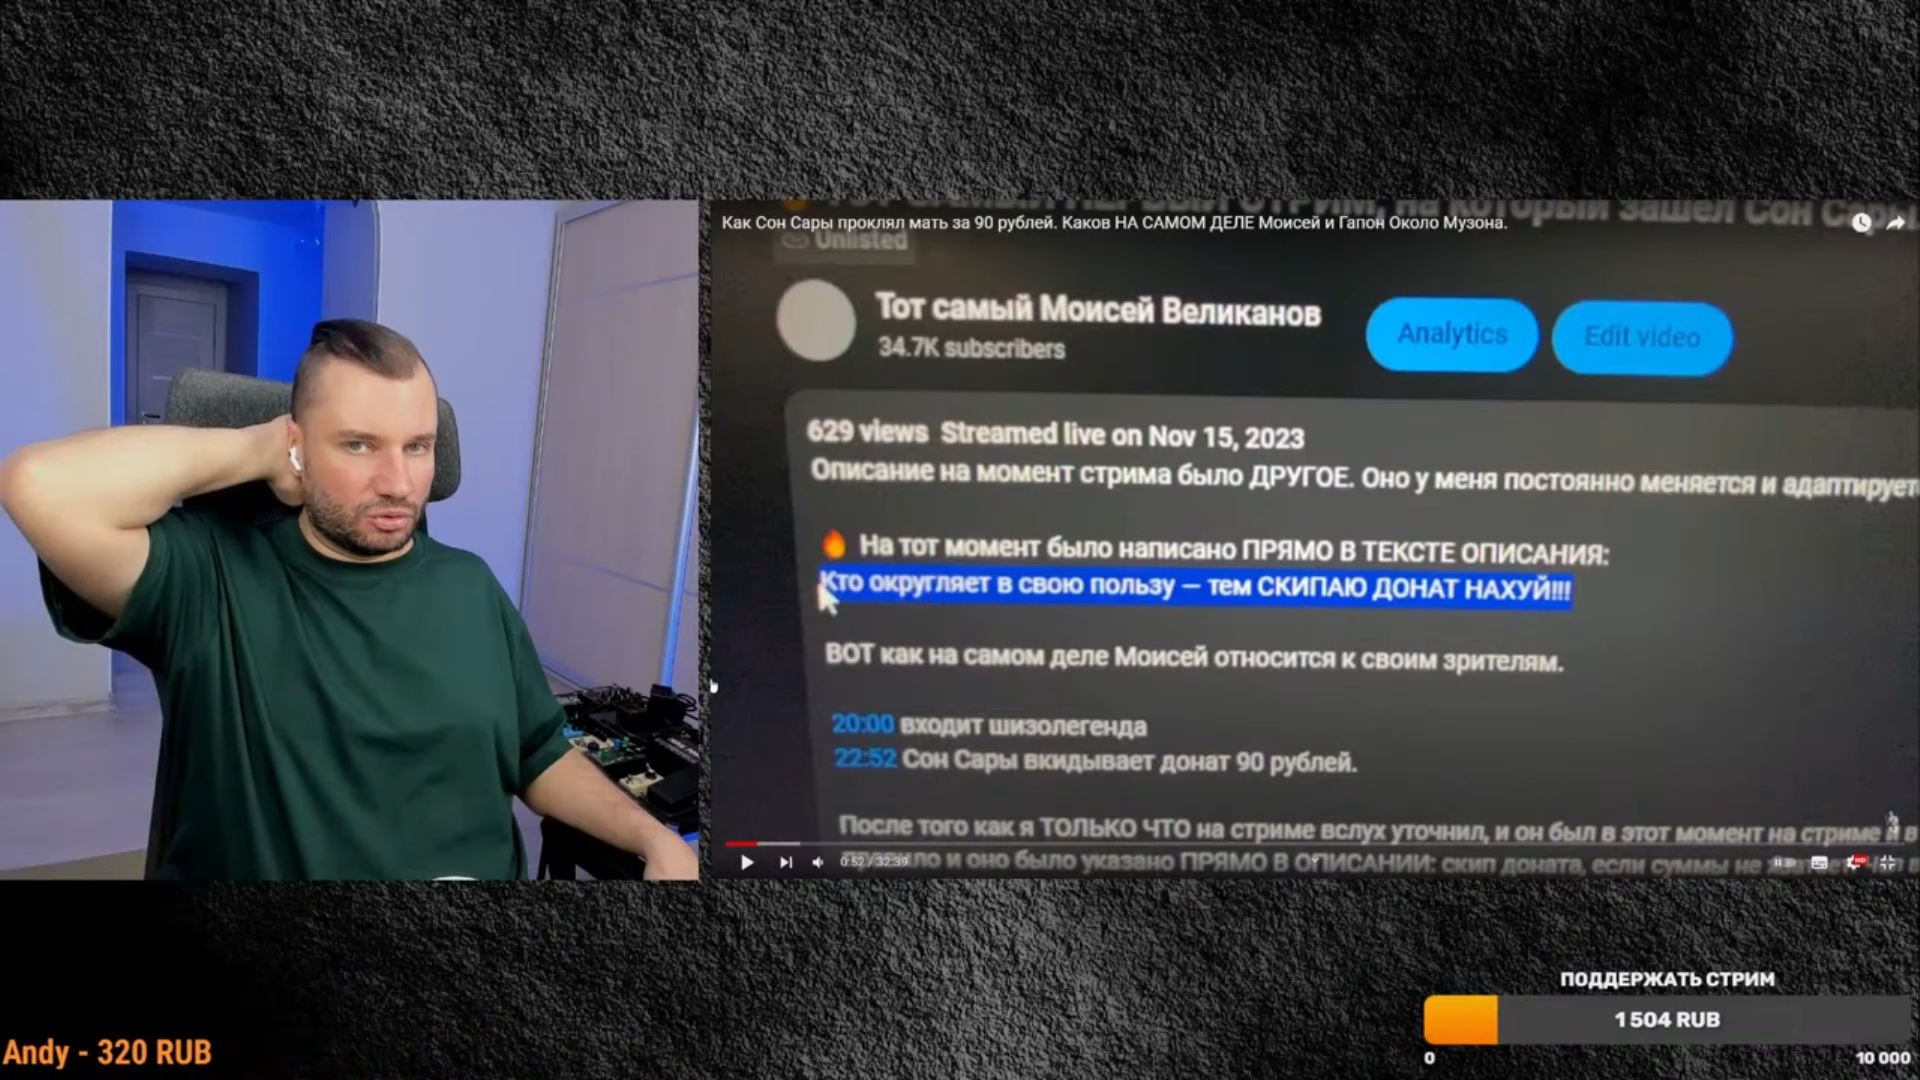 Как Сон Сары проклял мать за 90 рублей. Каков НА САМОМ ДЕЛЕ Моисей и Гапон Около Музона.
который зашел Сон
Unlisted
Тот самый Моисей Великанов
34.7K subscribers
Analytics
Edit video
629 views Streamed live on Nov 15, 2023
Описание на момент стрима было ДРУГОЕ. Оно у меня постоянно меняется и адаптирует
🔥 На тот момент было написано ПРЯМО В ТЕКСТЕ ОПИСАНИЯ:
Кто округляет в свою пользу — тем СКИПАЮ ДОНАТ НАХУЙ!!!
ВОТ как на самом деле Моисей относится к своим зрителям.
20:00 входит шизолегенда
22:52 Сон Сары вкидывает донат 90 рублей.
После того как я ТОЛЬКО ЧТО на стриме вслух уточнил, и он был в этот момент на стриме и в
и оно было указано ПРЯМО В ОПИСАНИИ: скип доната, если суммы не
0:52 / 32:39
ПОДДЕРЖАТЬ СТРИМ
1 504 RUB
0
10 000
Andy - 320 RUB